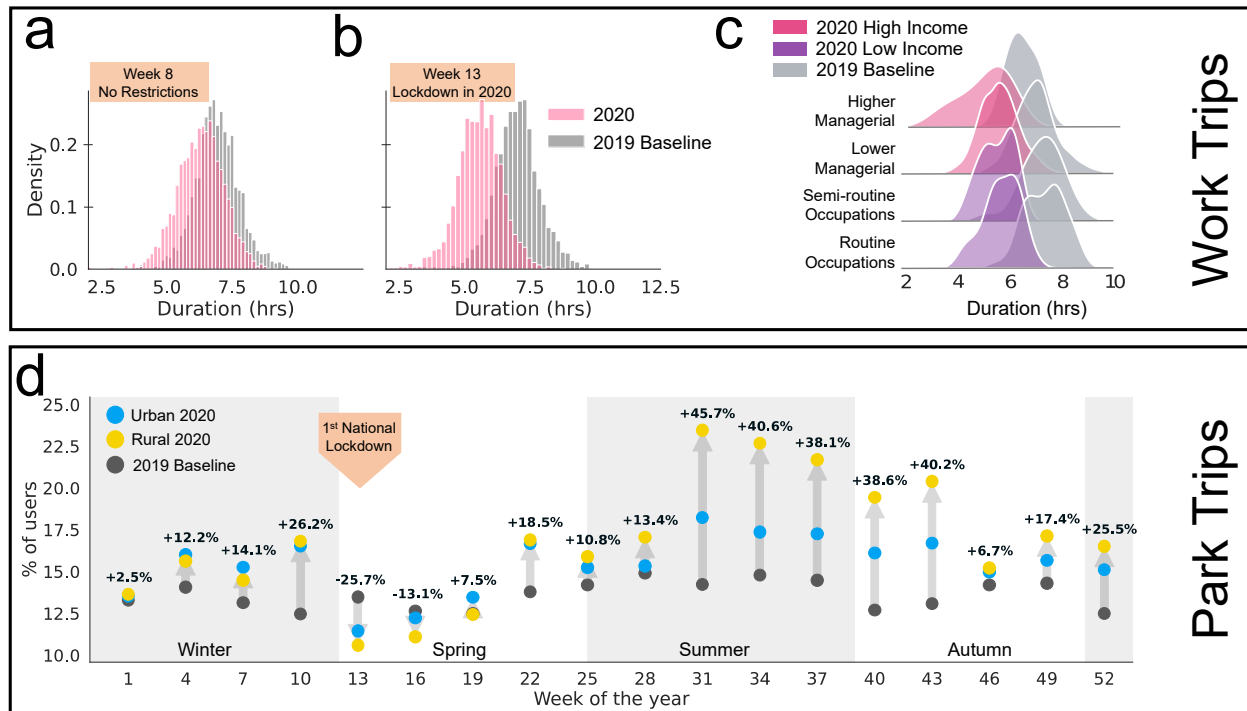 a
Week 8
No Restrictions
0.2
0.1
0.0
Density
2.5
5.0
7.5
10.0
Duration (hrs)
b
Week 13
Lockdown in 2020
2020
2019 Baseline
2.5
5.0
7.5
10.0
12.5
Duration (hrs)
c
2020 High Income
2020 Low Income
2019 Baseline
Higher
Managerial
Lower
Managerial
Semi-routine
Occupations
Routine
Occupations
2
4
6
8
10
Duration (hrs)
Work Trips
d
Urban 2020
Rural 2020
2019 Baseline
1st National
Lockdown
25.0
22.5
20.0
17.5
15.0
12.5
10.0
% of users
+2.5%
+12.2%
+14.1%
+26.2%
-25.7%
-13.1%
+7.5%
+18.5%
+10.8%
+13.4%
+45.7%
+40.6%
+38.1%
+38.6%
+40.2%
+6.7%
+17.4%
+25.5%
Winter
Spring
Summer
Autumn
1
4
7
10
13
16
19
22
25
28
31
34
37
40
43
46
49
52
Week of the year
Park Trips